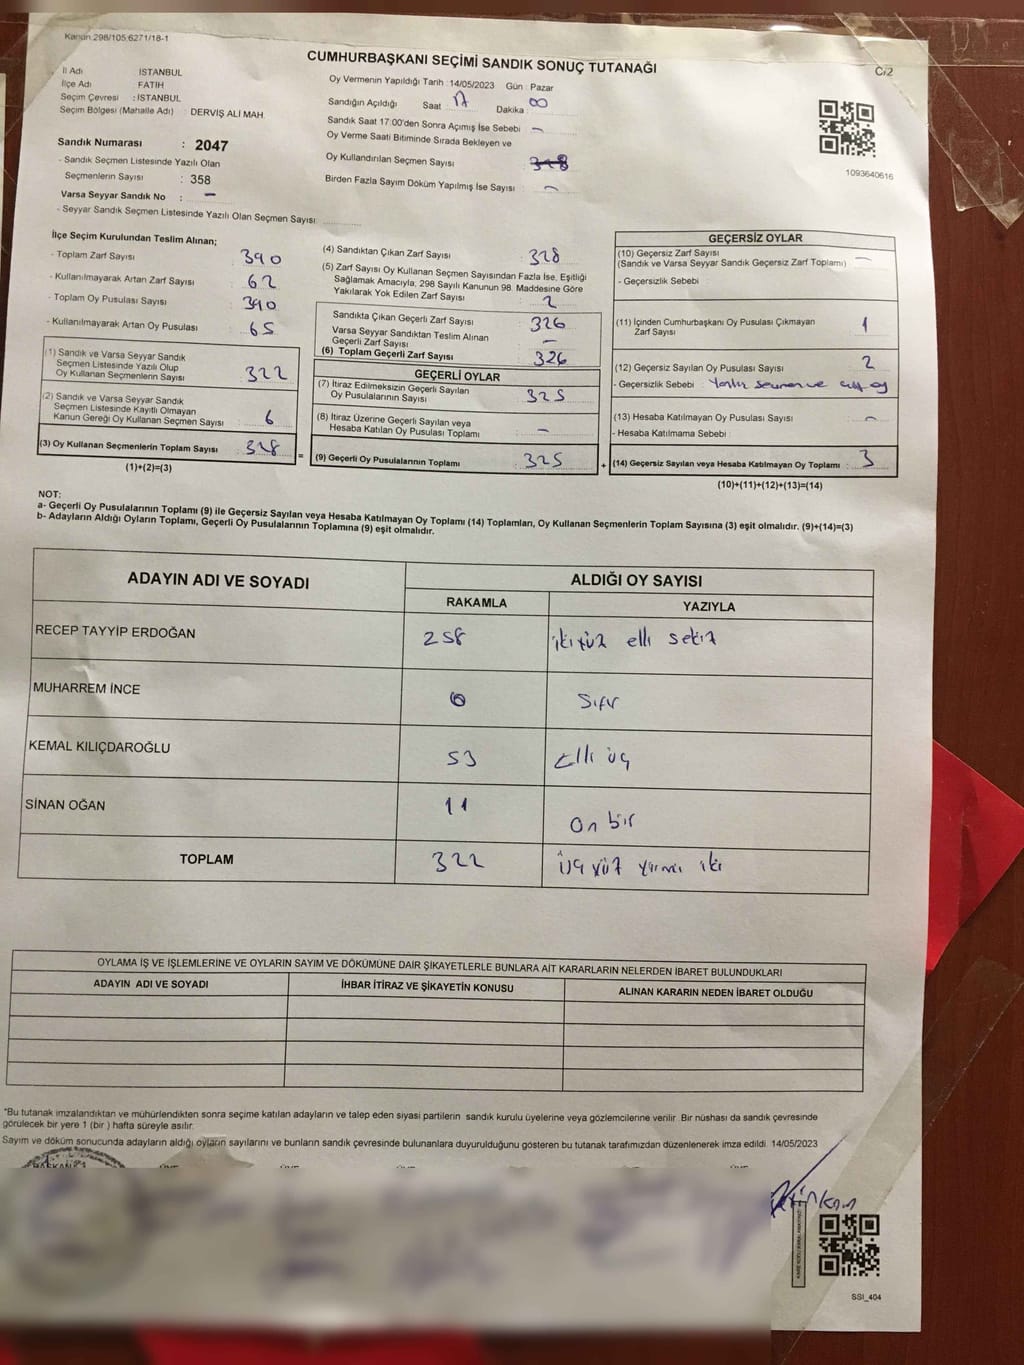 Kanun 298/105,6271/18-1
CUMHURBAŞKANI SEÇİMİ SANDIK SONUÇ TUTANAĞI
C/2
İl Adı İSTANBUL
İlçe Adı FATİH
Seçim Çevresi : İSTANBUL
Seçim Bölgesi (Mahalle Adı) DERVİŞ ALİ MAH.
Sandık Numarası : 2047
- Sandık Seçmen Listesinde Yazılı Olan
Seçmenlerin Sayısı : 358
Varsa Seyyar Sandık No : -
- Seyyar Sandık Seçmen Listesinde Yazılı Olan Seçmen Sayısı:
Oy Vermenin Yapıldığı Tarih : 14/05/2023 Gün : Pazar
Sandığın Açıldığı Saat : 17 Dakika : 00
Sandık Saat 17:00'den Sonra Açımış İse Sebebi -
Oy Verme Saati Bitiminde Sırada Bekleyen ve
Oy Kullandırılan Seçmen Sayısı
Birden Fazla Sayım Döküm Yapılmış İse Sayısı : -
1093640616
İlçe Seçim Kurulundan Teslim Alınan;
- Toplam Zarf Sayısı : 390
- Kullanılmayarak Artan Zarf Sayısı : 62
- Toplam Oy Pusulası Sayısı : 390
- Kullanılmayarak Artan Oy Pusulası : 65
(1) Sandık ve Varsa Seyyar Sandık
Seçmen Listesinde Yazılı Olup
Oy Kullanan Seçmenlerin Sayısı : 322
(2) Sandık ve Varsa Seyyar Sandık
Seçmen Listesinde Kayıtlı Olmayan
Kanun Gereği Oy Kullanan Seçmen Sayısı : 6
(3) Oy Kullanan Seçmenlerin Toplam Sayısı : 328
(1)+(2)=(3)
=
(4) Sandıktan Çıkan Zarf Sayısı : 328
(5) Zarf Sayısı Oy Kullanan Seçmen Sayısından Fazla İse, Eşitliği
Sağlamak Amacıyla, 298 Sayılı Kanunun 98. Maddesine Göre
Yakılarak Yok Edilen Zarf Sayısı : 2
Sandıkta Çıkan Geçerli Zarf Sayısı : 326
Varsa Seyyar Sandıktan Teslim Alınan
Geçerli Zarf Sayısı : -
(6) Toplam Geçerli Zarf Sayısı : 326
GEÇERLİ OYLAR
(7) İtiraz Edilmeksizin Geçerli Sayılan
Oy Pusulalarının Sayısı : 325
(8) İtiraz Üzerine Geçerli Sayılan veya
Hesaba Katılan Oy Pusulası Toplamı : -
(9) Geçerli Oy Pusulalarının Toplamı : 325
+
GEÇERSİZ OYLAR
(10) Geçersiz Zarf Sayısı
(Sandık ve Varsa Seyyar Sandık Geçersiz Zarf Toplamı) : -
- Geçersizlik Sebebi :
(11) İçinden Cumhurbaşkanı Oy Pusulası Çıkmayan
Zarf Sayısı : 1
(12) Geçersiz Sayılan Oy Pusulası Sayısı : 2
- Geçersizlik Sebebi :
(13) Hesaba Katılmayan Oy Pusulası Sayısı : -
- Hesaba Katılmama Sebebi :
(14) Geçersiz Sayılan veya Hesaba Katılmayan Oy Toplamı : 3
(10)+(11)+(12)+(13)=(14)
NOT:
a- Geçerli Oy Pusulalarının Toplamı (9) ile Geçersiz Sayılan veya Hesaba Katılmayan Oy Toplamı (14) Toplamları, Oy Kullanan Seçmenlerin Toplam Sayısına (3) eşit olmalıdır. (9)+(14)=(3)
b- Adayların Aldığı Oyların Toplamı, Geçerli Oy Pusulalarının Toplamına (9) eşit olmalıdır.
ADAYIN ADI VE SOYADI ALDIĞI OY SAYISI
RAKAMLA YAZIYLA
RECEP TAYYİP ERDOĞAN 258 iki yüz elli sekiz
MUHARREM İNCE 0 Sıfır
KEMAL KILIÇDAROĞLU 53 Elli üç
SİNAN OĞAN 11 On bir
TOPLAM 322 üç yüz yirmi iki
OYLAMA İŞ VE İŞLEMLERİNE VE OYLARIN SAYIM VE DÖKÜMÜNE DAİR ŞİKAYETLERLE BUNLARA AİT KARARLARIN NELERDEN İBARET BULUNDUKLARI
ADAYIN ADI VE SOYADI İHBAR İTİRAZ VE ŞİKAYETİN KONUSU ALINAN KARARIN NEDEN İBARET OLDUĞU
*Bu tutanak imzalandıktan ve mühürlendikten sonra seçime katılan adayların ve talep eden siyasi partilerin sandık kurulu üyelerine veya gözlemcilerine verilir. Bir nüshası da sandık çevresinde
görülecek bir yere 1 (bir) hafta süreyle asılır.
Sayım ve döküm sonucunda adayların aldığı oyların sayılarını ve bunların sandık çevresinde bulunanlara duyurulduğunu gösteren bu tutanak tarafımızdan düzenlenerek imza edildi. 14/05/2023
SSI_404